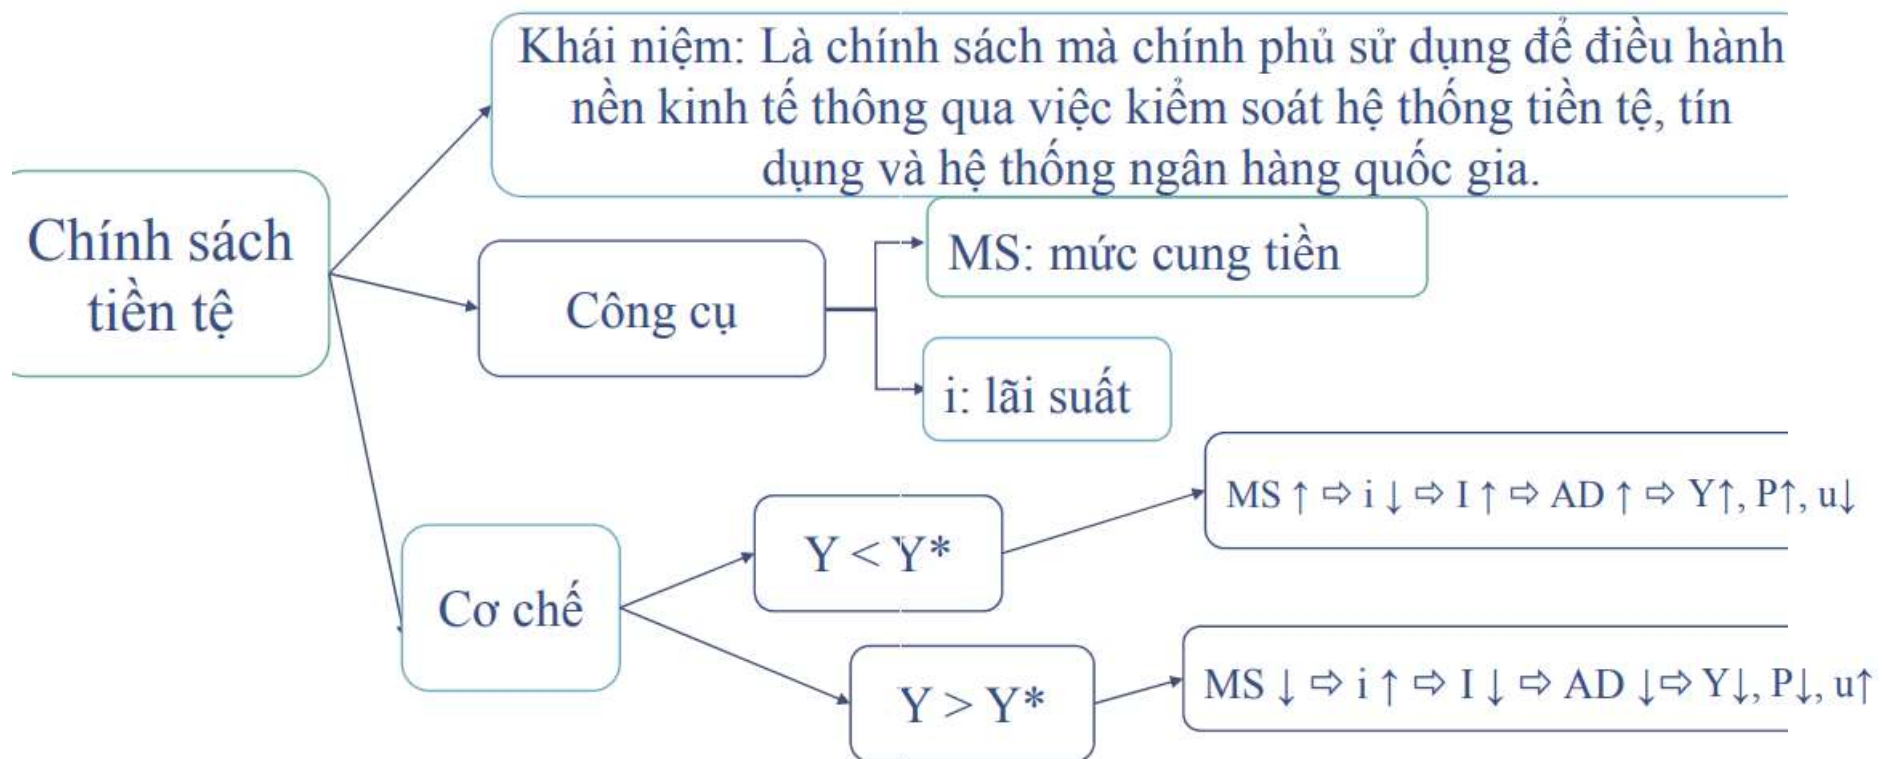 Khái niệm: Là chính sách mà chính phủ sử dụng để điều hành
nền kinh tế thông qua việc kiểm soát hệ thống tiền tệ, tín
dụng và hệ thống ngân hàng quốc gia.
Chính sách
tiền tệ
Công cụ
MS: mức cung tiền
i: lãi suất
Cơ chế
Y < Y*
MS ↑ ⇨ i ↓ ⇨ I ↑ ⇨ AD ↑ ⇨ Y↑, P↑, u↓
Y > Y*
MS ↓ ⇨ i ↑ ⇨ I ↓ ⇨ AD ↓⇨ Y↓, P↓, u↑